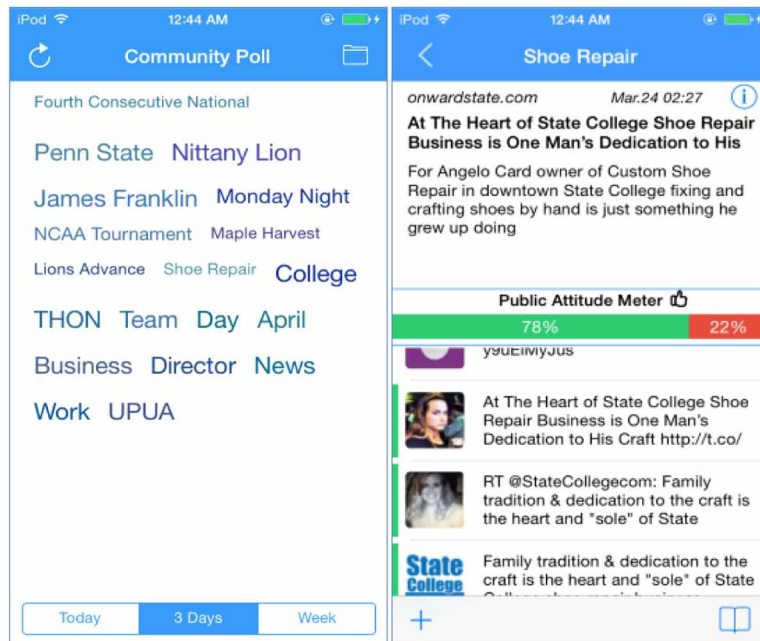 iPod 12:44 AM
Community Poll
Fourth Consecutive National
Penn State Nittany Lion
James Franklin Monday Night
NCAA Tournament Maple Harvest
Lions Advance Shoe Repair College
THON Team Day April
Business Director News
Work UPUA
Today 3 Days Week
iPod 12:44 AM
Shoe Repair
onwardstate.com Mar.24 02:27
At The Heart of State College Shoe Repair
Business is One Man's Dedication to His
For Angelo Card owner of Custom Shoe
Repair in downtown State College fixing and
crafting shoes by hand is just something he
grew up doing
Public Attitude Meter
78% 22%
At The Heart of State College Shoe
Repair Business is One Man's
Dedication to His Craft http://t.co/
RT @StateCollegecom: Family
tradition & dedication to the craft is
the heart and "sole" of State
State
College
Family tradition & dedication to the
craft is the heart and "sole" of State